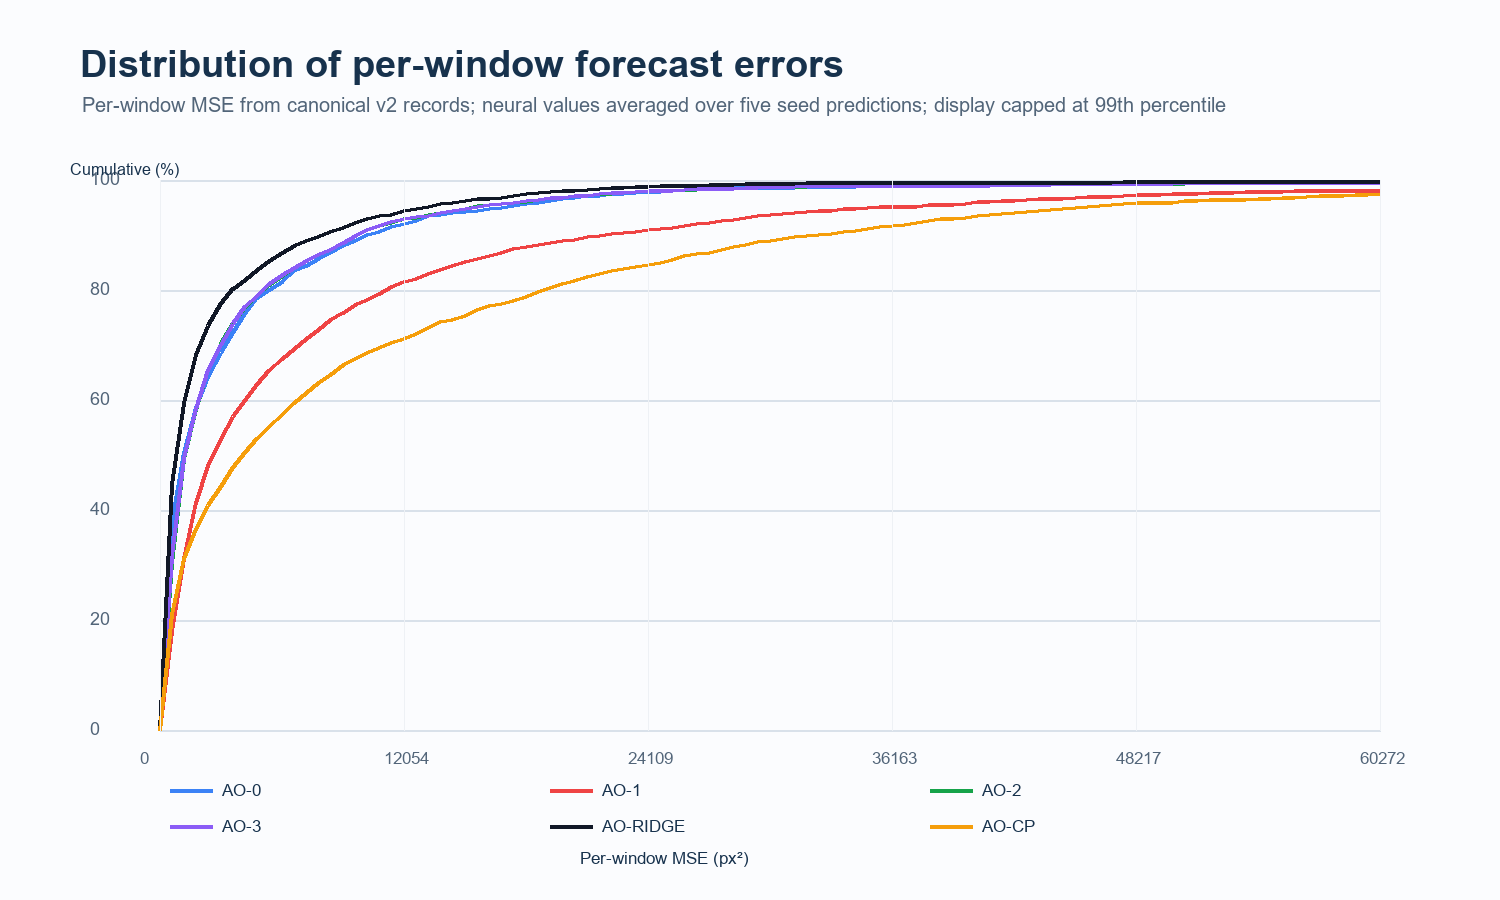 Distribution of per-window forecast errors
Per-window MSE from canonical v2 records; neural values averaged over five seed predictions; display capped at 99th percentile
Cumulative (%)
100
80
60
40
20
0
0 12054 24109 36163 48217 60272
AO-0 AO-1 AO-2
AO-3 AO-RIDGE AO-CP
Per-window MSE (px²)